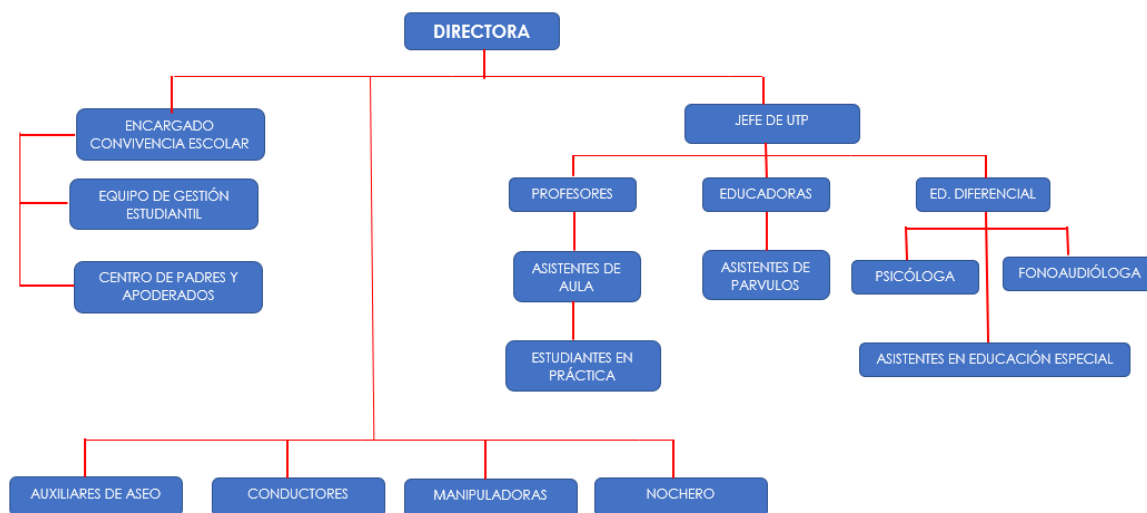 DIRECTORA
ENCARGADO
CONVIVENCIA ESCOLAR
JEFE DE UTP
EQUIPO DE GESTIÓN
ESTUDIANTIL
PROFESORES
EDUCADORAS
ED. DIFERENCIAL
CENTRO DE PADRES Y
APODERADOS
ASISTENTES DE
AULA
ASISTENTES DE
PARVULOS
PSICÓLOGA
FONOAUDIÓLOGA
ESTUDIANTES EN
PRÁCTICA
ASISTENTES EN EDUCACIÓN ESPECIAL
AUXILIARES DE ASEO
CONDUCTORES
MANIPULADORAS
NOCHERO